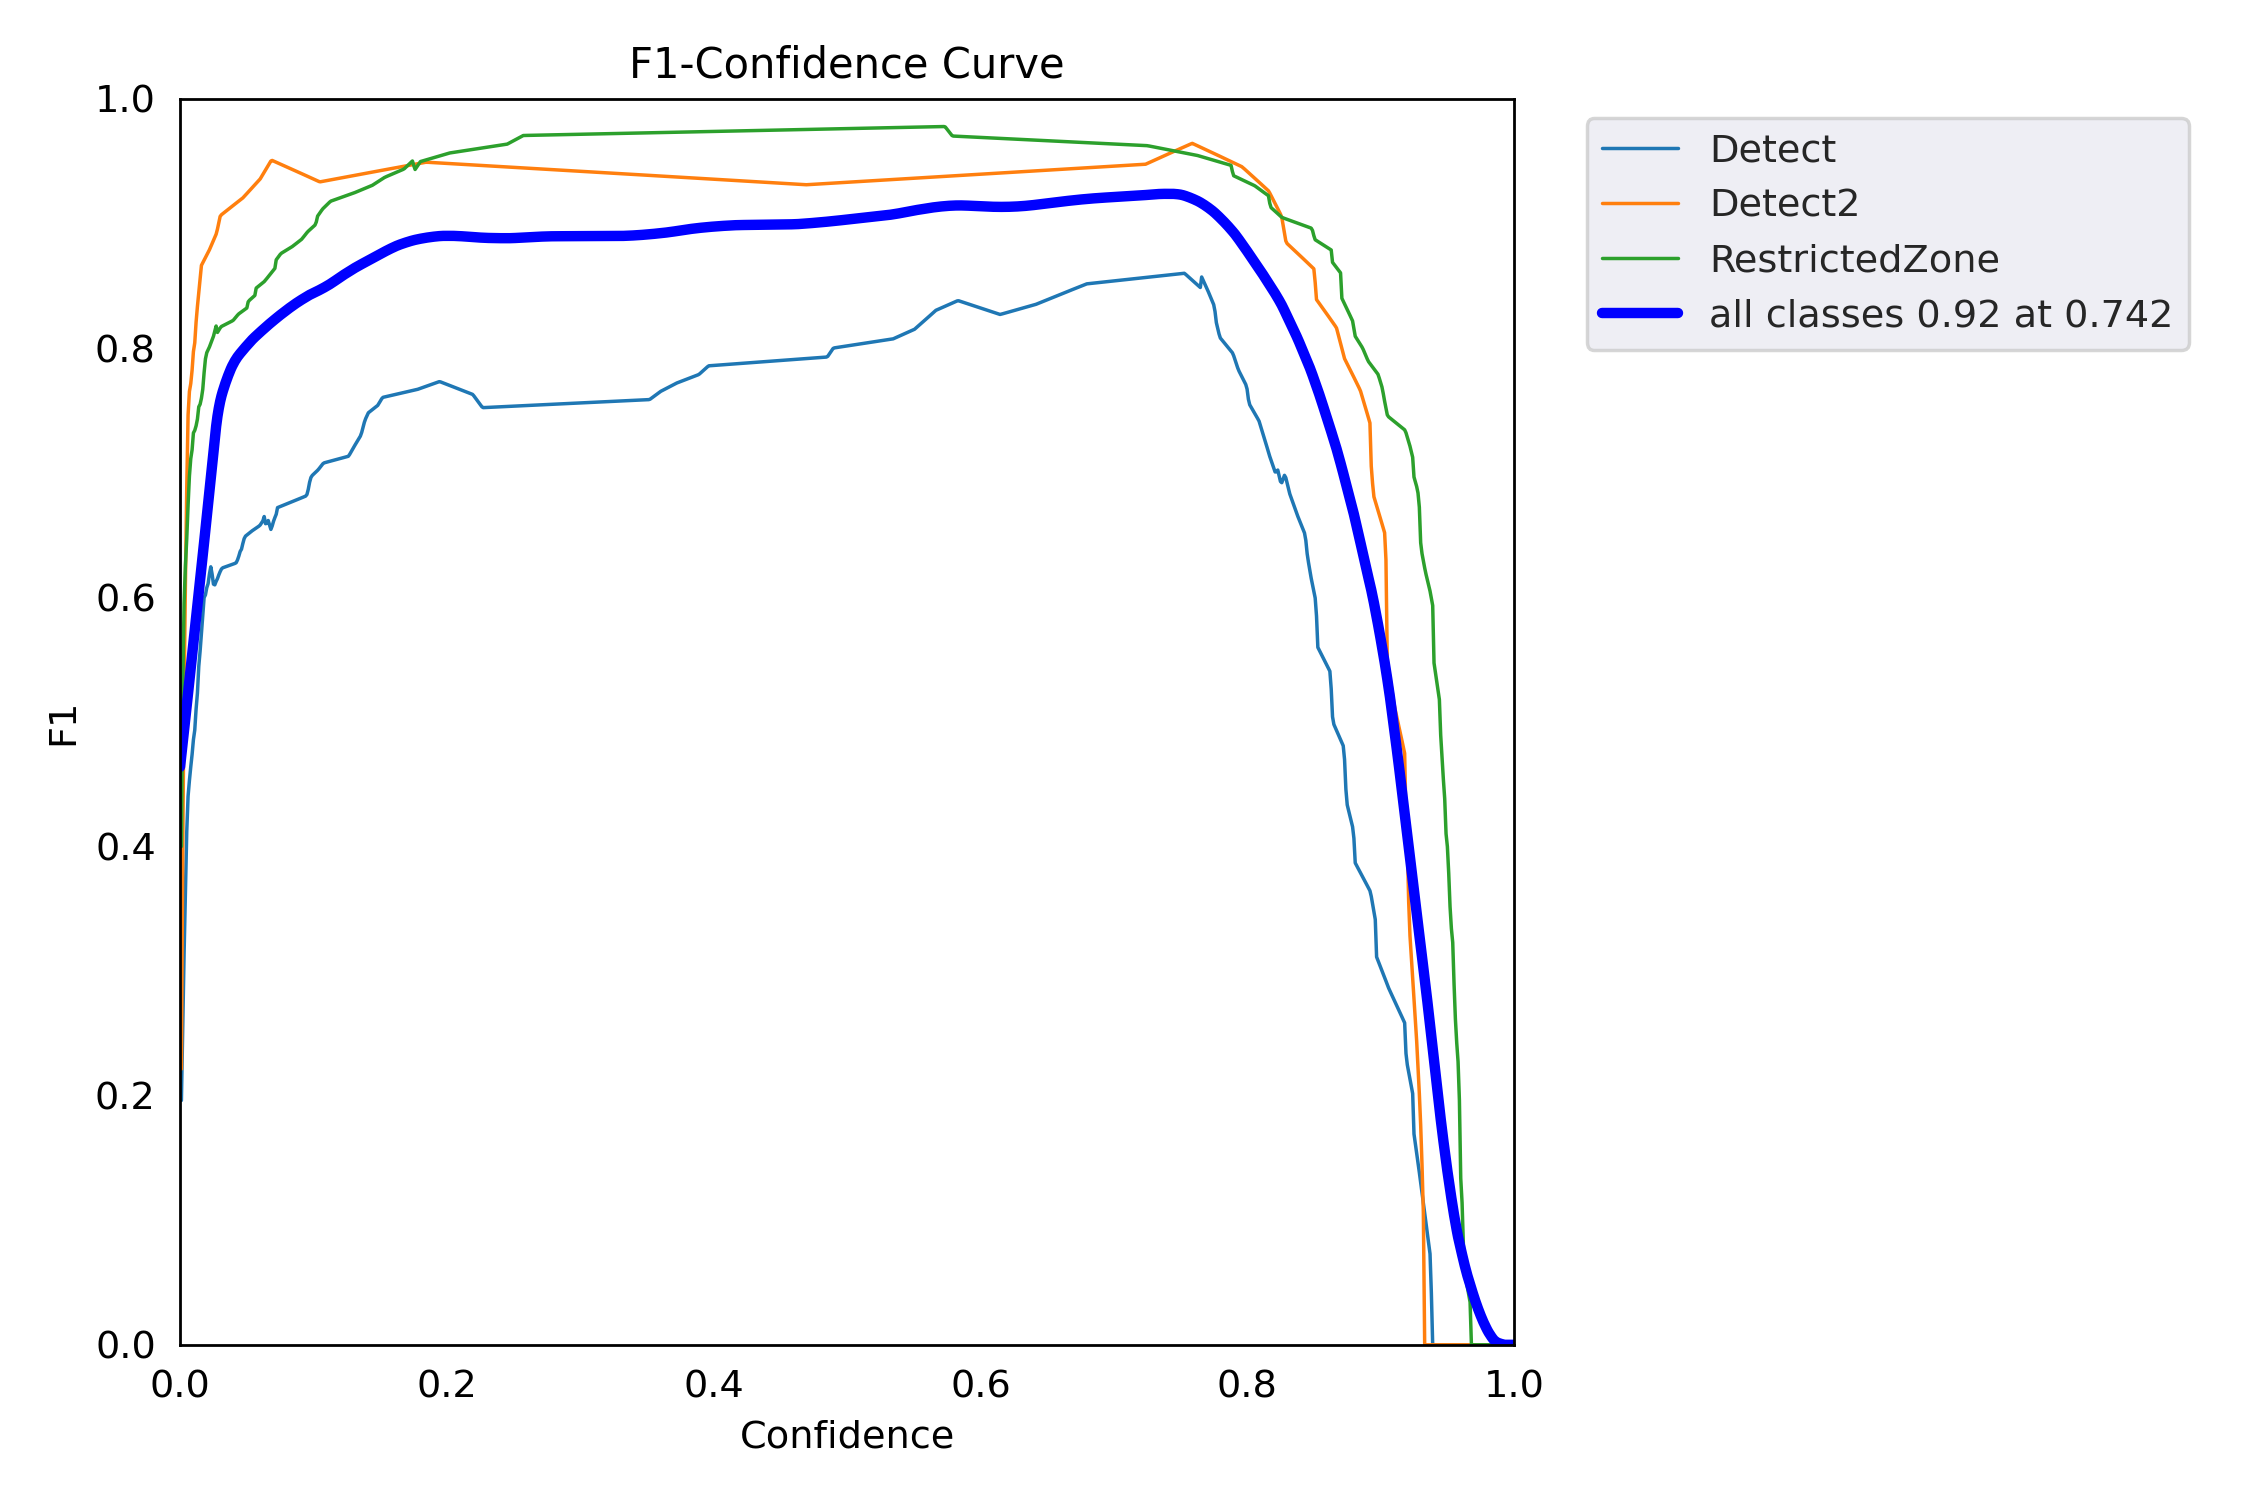 F1-Confidence Curve
1.0
0.8
0.6
0.4
0.2
0.0
F1
0.0 0.2 0.4 0.6 0.8 1.0
Confidence
Detect
Detect2
RestrictedZone
all classes 0.92 at 0.742